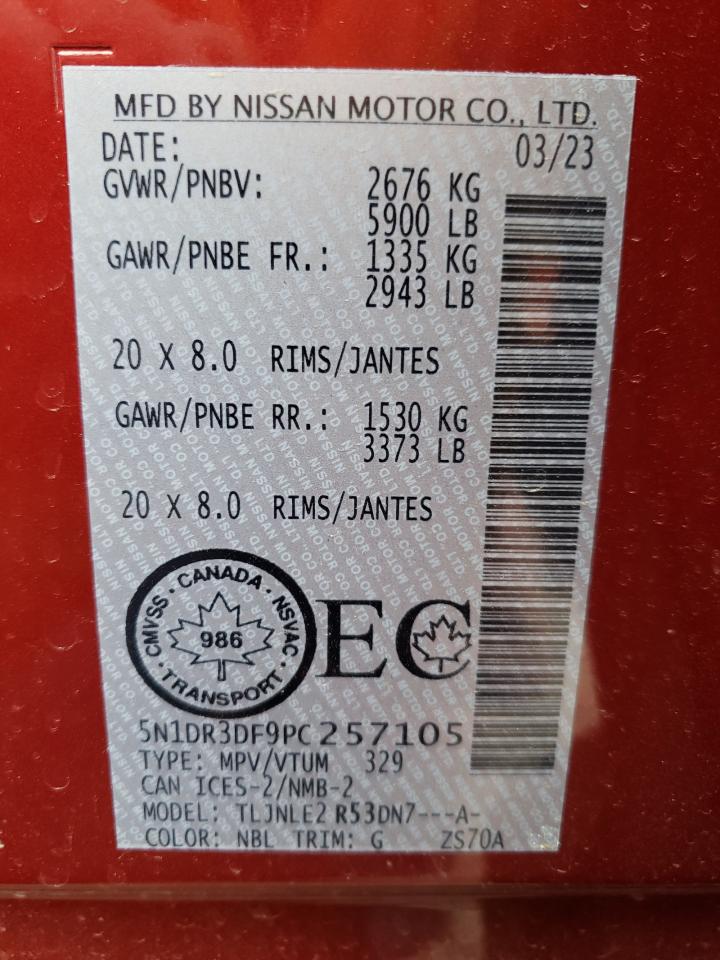 MFD BY NISSAN MOTOR CO., LTD.
DATE: 03/23
GVWR/PNBV: 2676 KG
5900 LB
GAWR/PNBE FR.: 1335 KG
2943 LB
20 X 8.0 RIMS/JANTES
GAWR/PNBE RR.: 1530 KG
3373 LB
20 X 8.0 RIMS/JANTES
CMVSS · CANADA · NSVAC · TRANSPORT ·
986
EC
5N1DR3DF9PC257105
TYPE: MPV/VTUM 329
CAN ICES-2/NMB-2
MODEL: TLJNLE2 R53DN7---A-
COLOR: NBL TRIM: G ZS70A